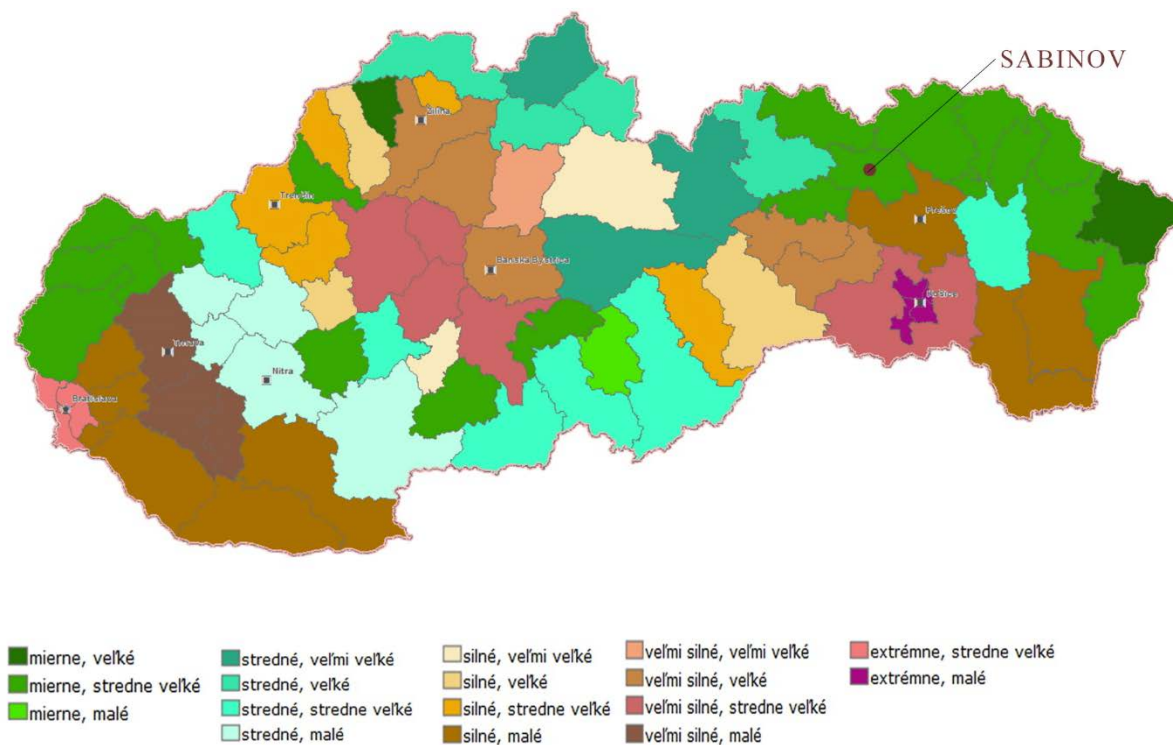 SABINOV
Žilina
Trenčín
Prešov
Banská Bystrica
Košice
Trnava
Nitra
Bratislava
mierne, veľké
mierne, stredne veľké
mierne, malé
stredné, veľmi veľké
stredné, veľké
stredné, stredne veľké
stredné, malé
silné, veľmi veľké
silné, veľké
silné, stredne veľké
silné, malé
veľmi silné, veľmi veľké
veľmi silné, veľké
veľmi silné, stredne veľké
veľmi silné, malé
extrémne, stredne veľké
extrémne, malé